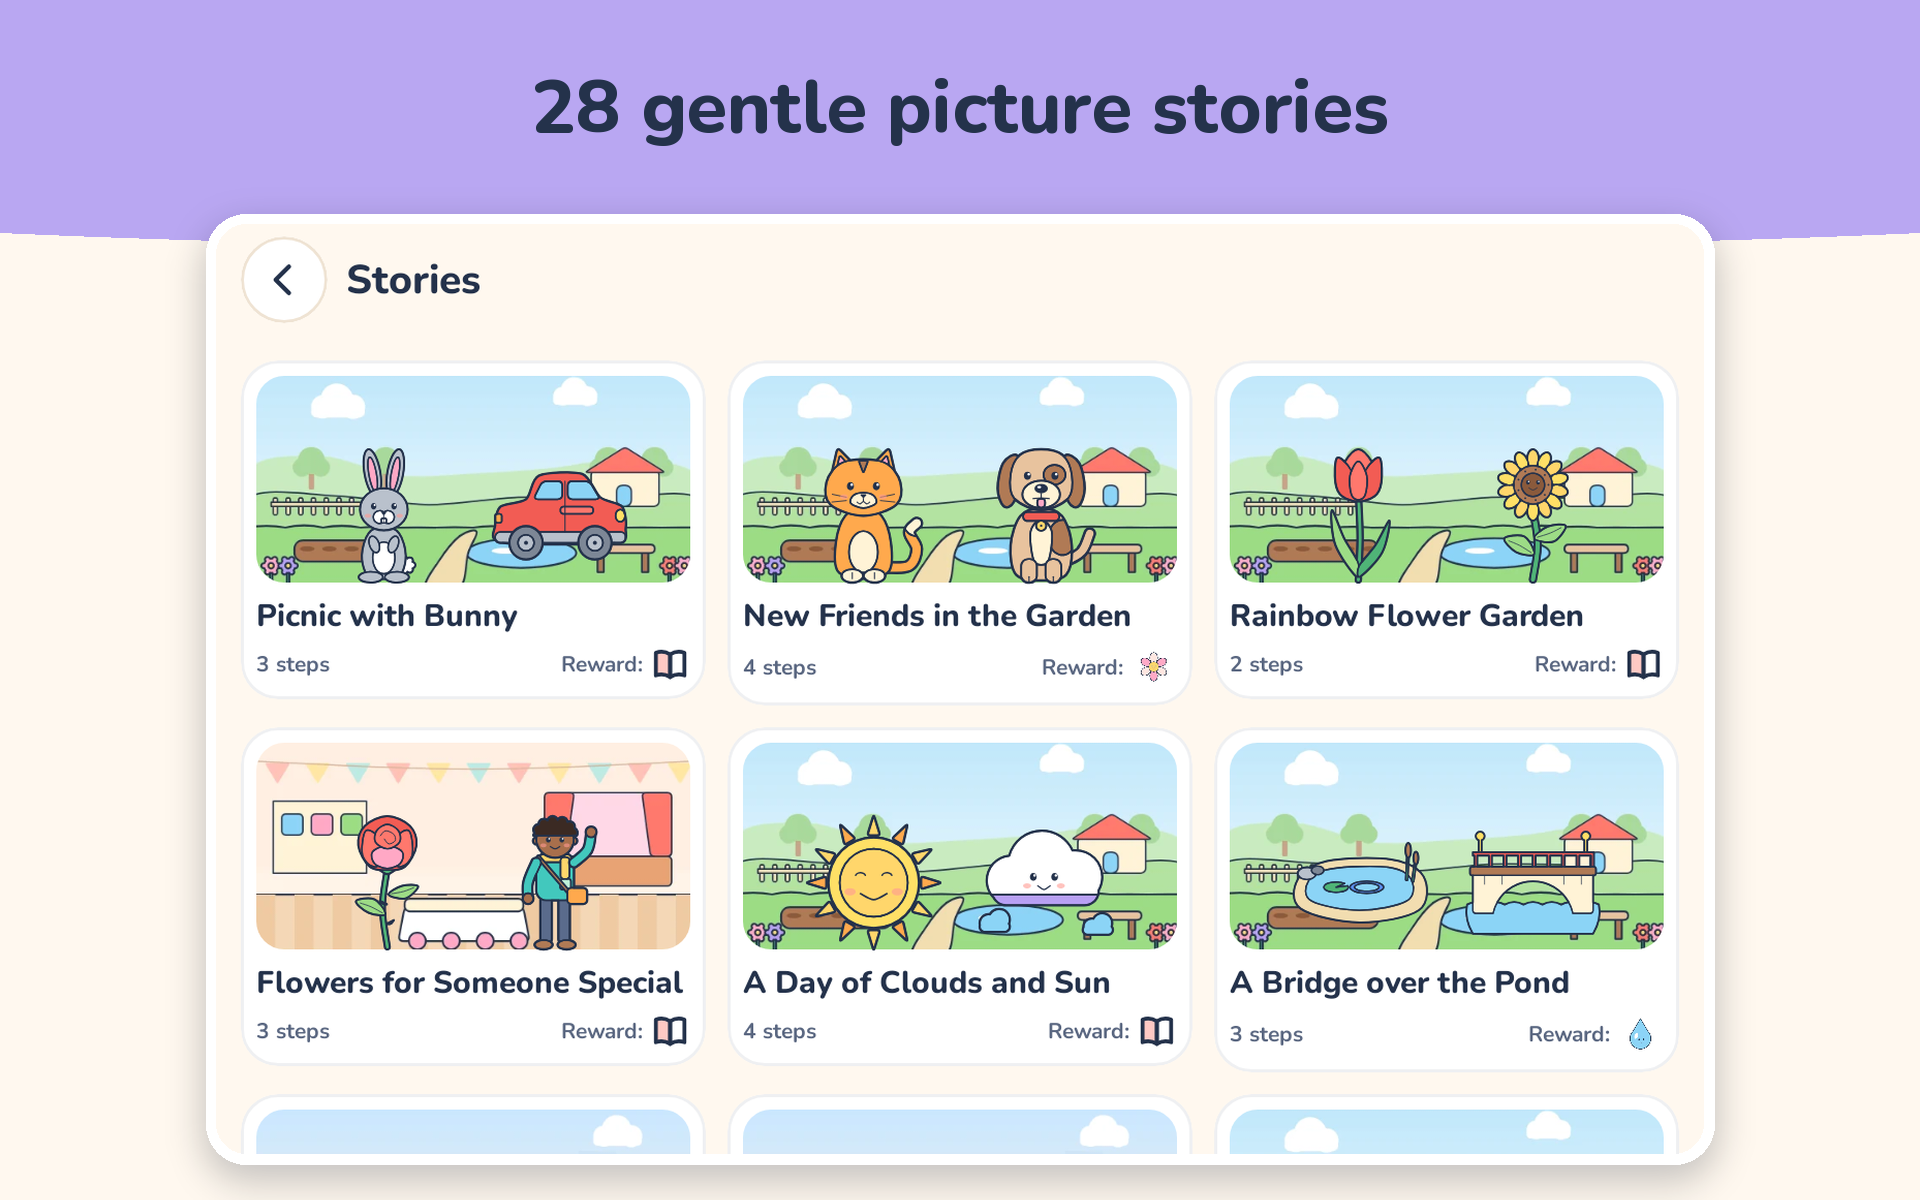 28 gentle picture stories
Stories
Picnic with Bunny
3 steps
Reward:
New Friends in the Garden
4 steps
Reward:
Rainbow Flower Garden
2 steps
Reward:
Flowers for Someone Special
3 steps
Reward:
A Day of Clouds and Sun
4 steps
Reward:
A Bridge over the Pond
3 steps
Reward: